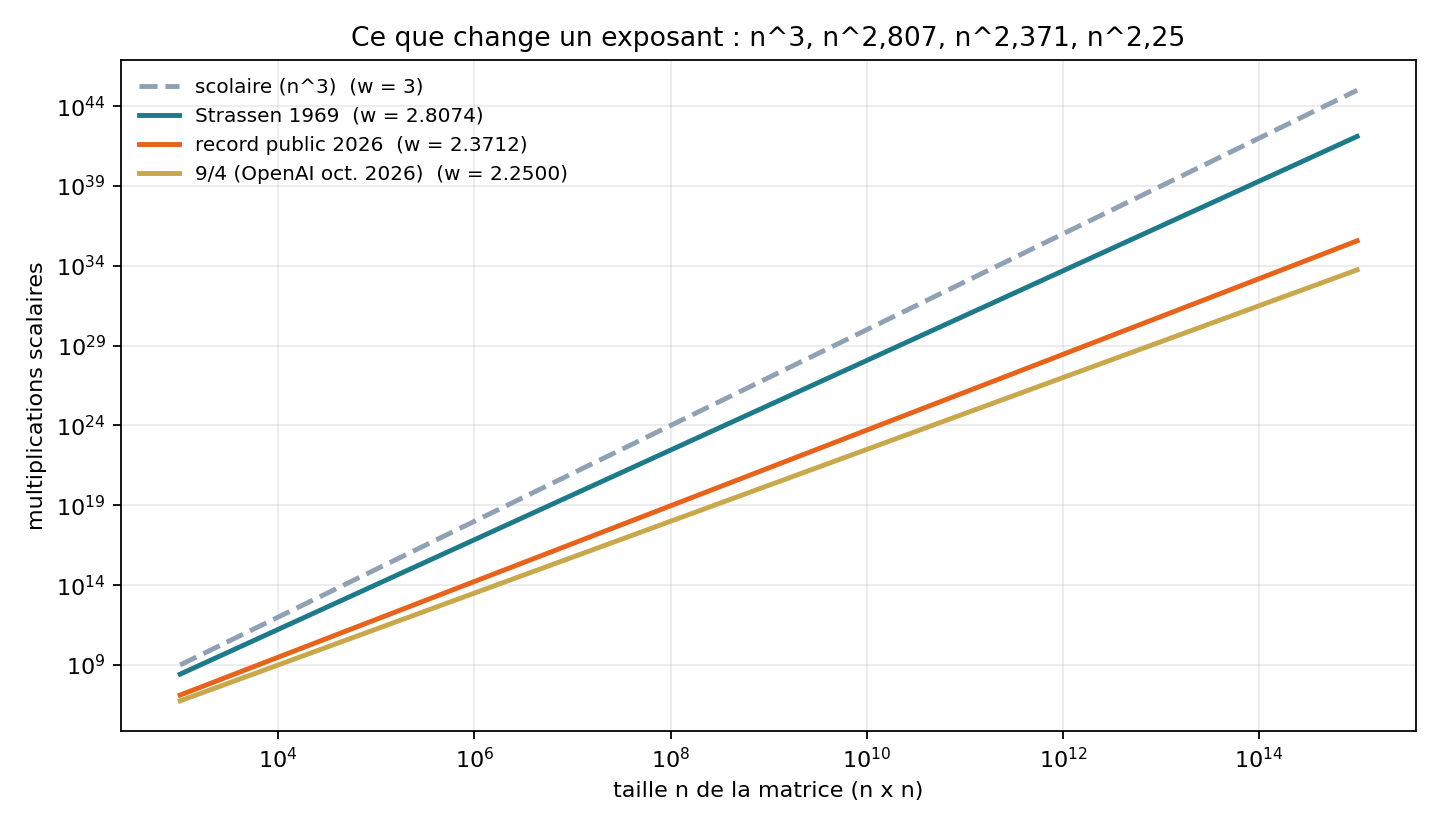 Ce que change un exposant : n^3, n^2,807, n^2,371, n^2,25
scolaire (n^3)  (w = 3)
Strassen 1969  (w = 2.8074)
record public 2026  (w = 2.3712)
9/4 (OpenAI oct. 2026)  (w = 2.2500)
multiplications scalaires
10^44
10^39
10^34
10^29
10^24
10^19
10^14
10^9
10^4 10^6 10^8 10^10 10^12 10^14
taille n de la matrice (n x n)